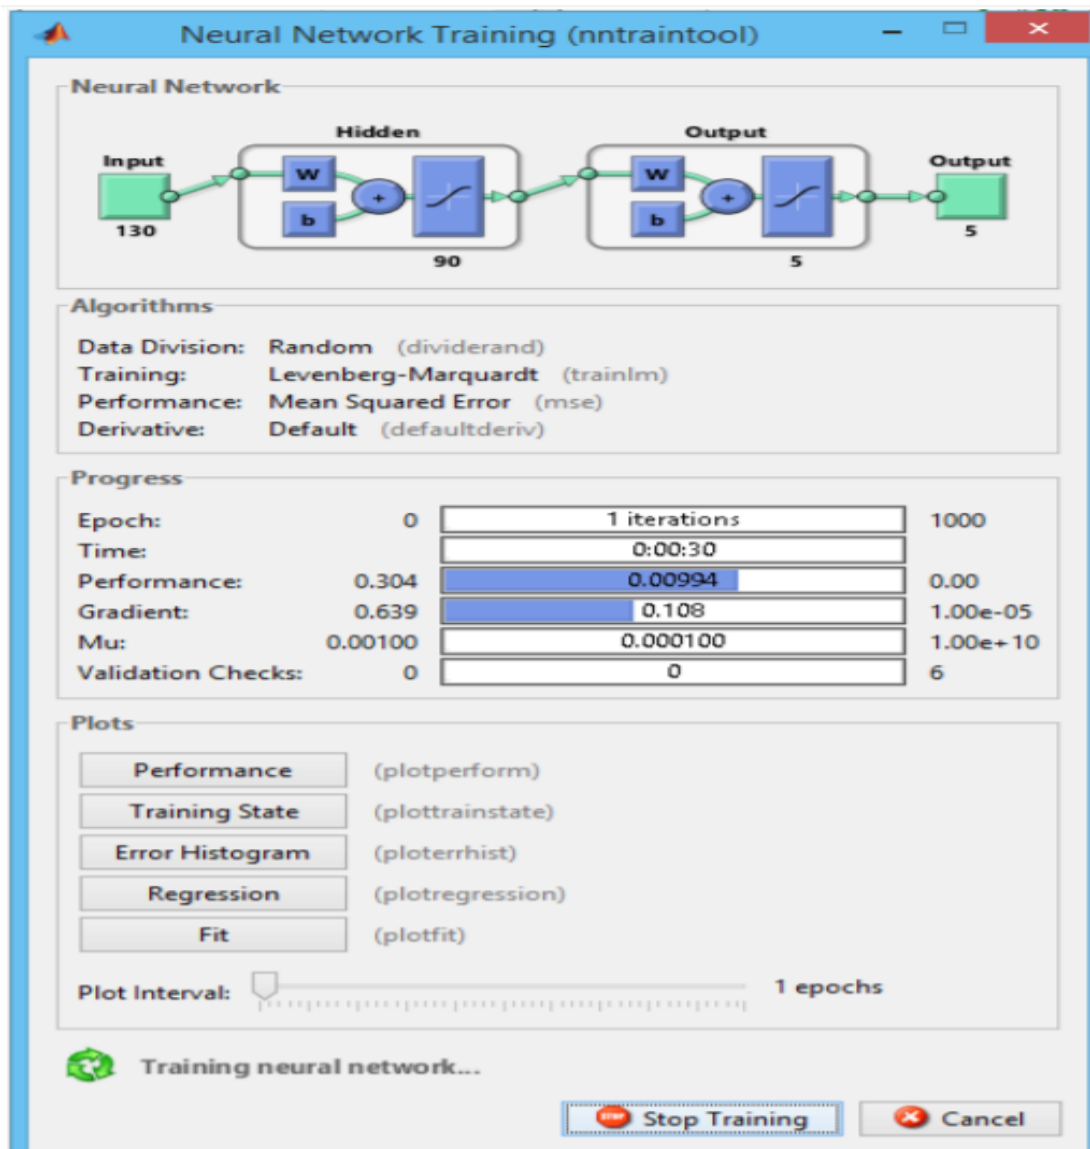 Neural Network Training (nntraintool)
Neural Network
Hidden Output
Input Output
W W
b b
+ +
130 5
90 5
Algorithms
Data Division: Random (dividerand)
Training: Levenberg-Marquardt (trainlm)
Performance: Mean Squared Error (mse)
Derivative: Default (defaultderiv)
Progress
Epoch: 0 1 iterations 1000
Time: 0:00:30
Performance: 0.304 0.00994 0.00
Gradient: 0.639 0.108 1.00e-05
Mu: 0.00100 0.000100 1.00e+10
Validation Checks: 0 0 6
Plots
Performance (plotperform)
Training State (plottrainstate)
Error Histogram (ploterrhist)
Regression (plotregression)
Fit (plotfit)
Plot Interval: 1 epochs
Training neural network...
STOP Stop Training Cancel